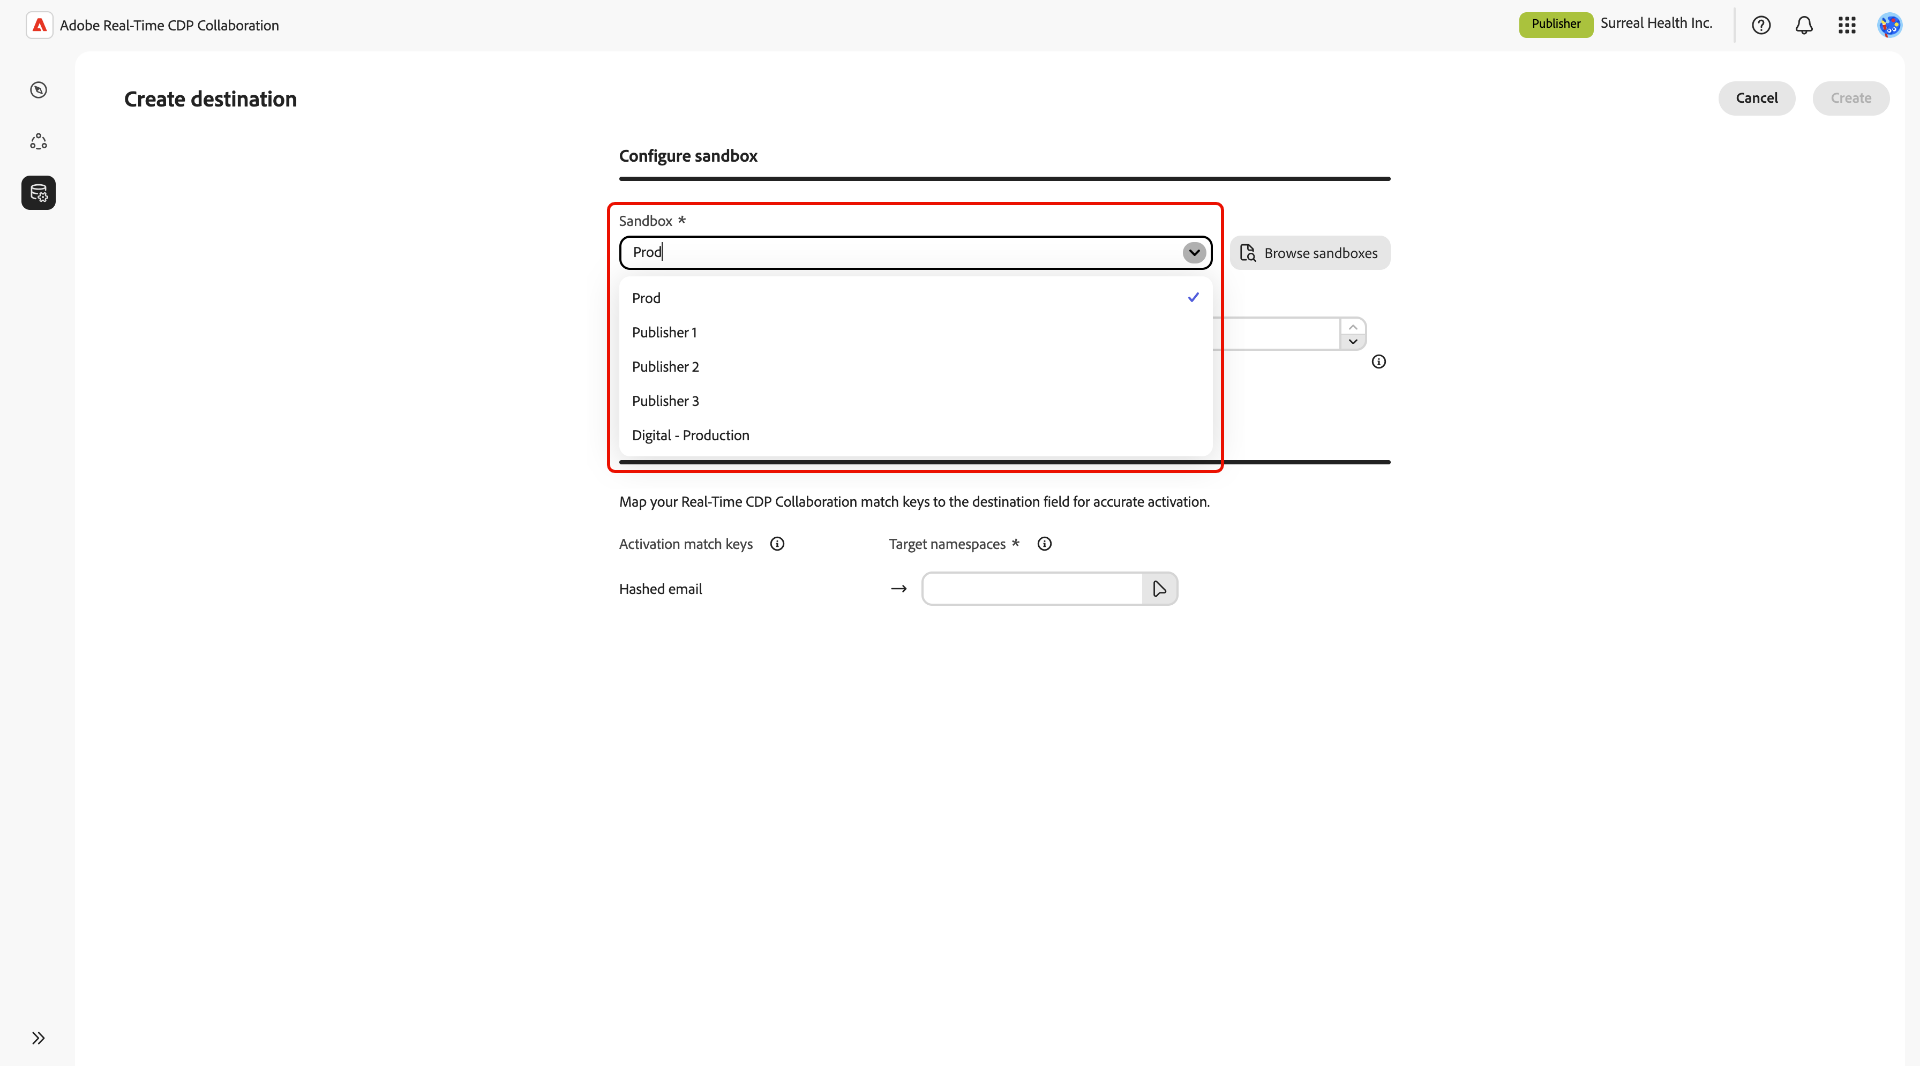 Adobe Real-Time CDP Collaboration
Publisher
Surreal Health Inc.
Create destination
Cancel
Create
Configure sandbox
Sandbox *
Prod
Browse sandboxes
Prod
Publisher 1
Publisher 2
Publisher 3
Digital - Production
Map your Real-Time CDP Collaboration match keys to the destination field for accurate activation.
Activation match keys
Target namespaces *
Hashed email →